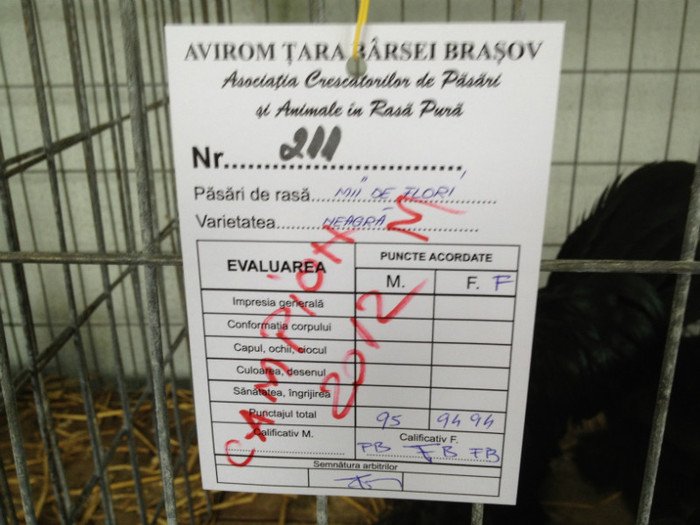 AVIROM ȚARA BÂRSEI BRAȘOV
Asociația Crescătorilor de Păsări
și Animale în Rasă Pură
Nr. 211
Păsări de rasă "MII DE FLORI"
Varietatea NEAGRĂ
EVALUAREA PUNCTE ACORDATE
M. F. F
Impresia generală
Conformația corpului
Capul, ochii, ciocul
Culoarea, desenul
Sănătatea, îngrijirea
Punctajul total 95 94 94
Calificativ M. Calificativ F.
FB FB FB
Semnătura arbitrilor
CAMPION M
2012